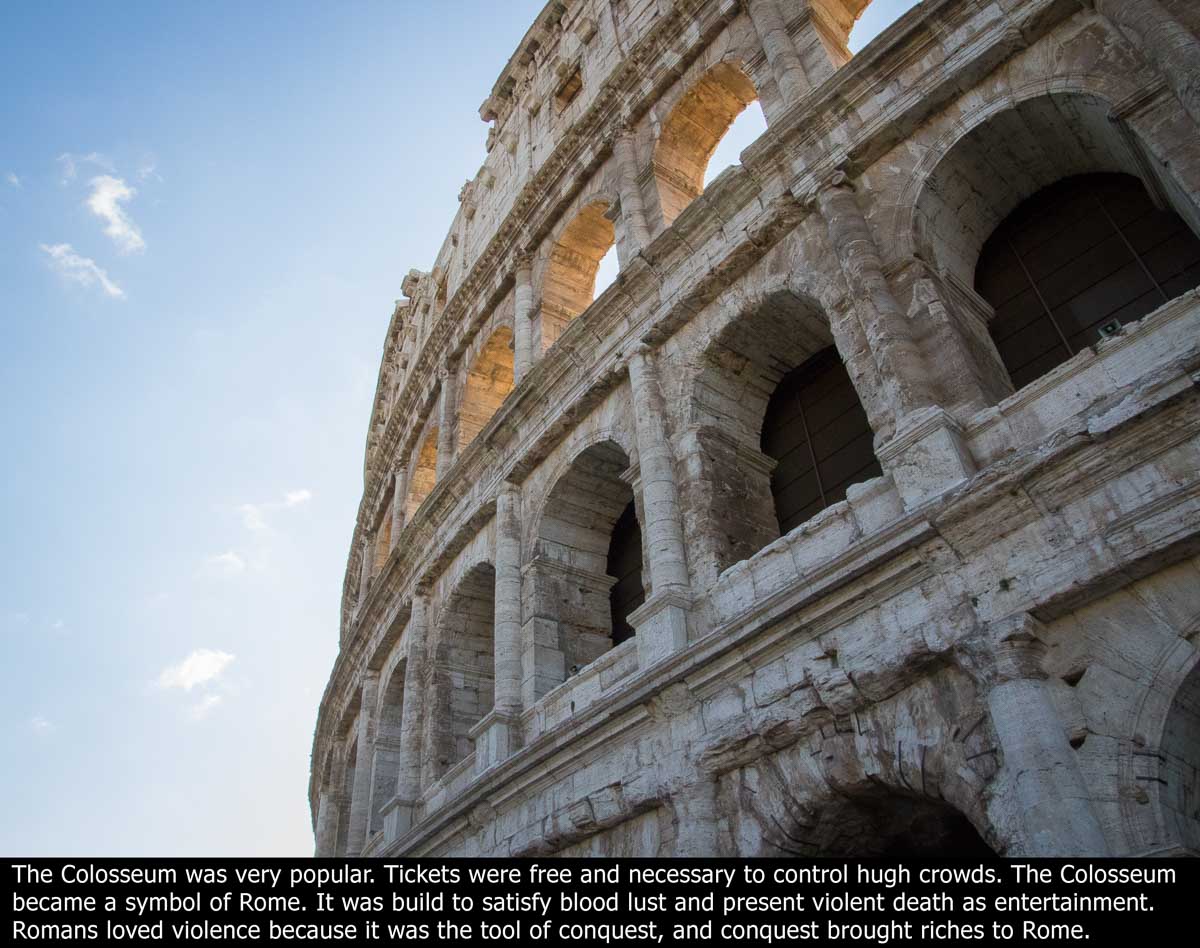 The Colosseum was very popular. Tickets were free and necessary to control hugh crowds. The Colosseum
became a symbol of Rome. It was build to satisfy blood lust and present violent death as entertainment.
Romans loved violence because it was the tool of conquest, and conquest brought riches to Rome.